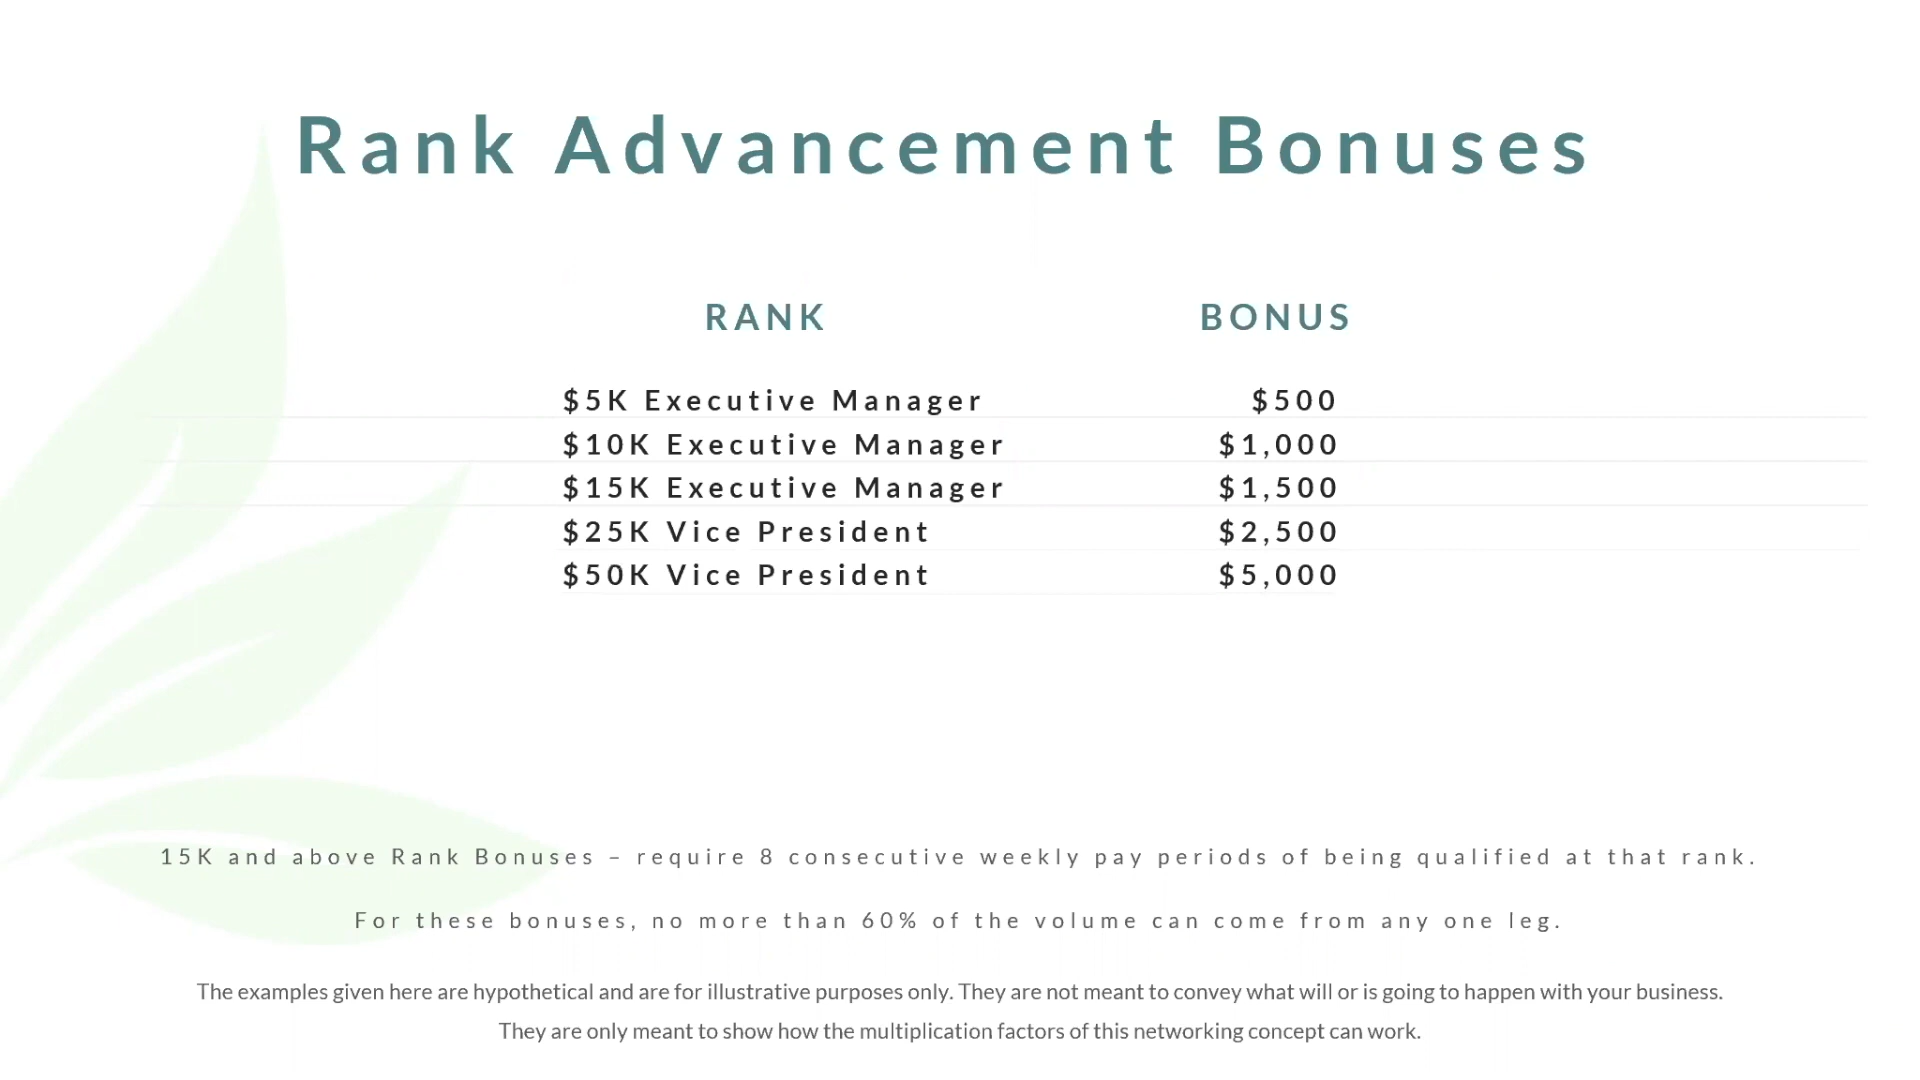 Rank Advancement Bonuses
RANK BONUS
$5K Executive Manager $500
$10K Executive Manager $1,000
$15K Executive Manager $1,500
$25K Vice President $2,500
$50K Vice President $5,000
15K and above Rank Bonuses – require 8 consecutive weekly pay periods of being qualified at that rank.
For these bonuses, no more than 60% of the volume can come from any one leg.
The examples given here are hypothetical and are for illustrative purposes only. They are not meant to convey what will or is going to happen with your business.
They are only meant to show how the multiplication factors of this networking concept can work.